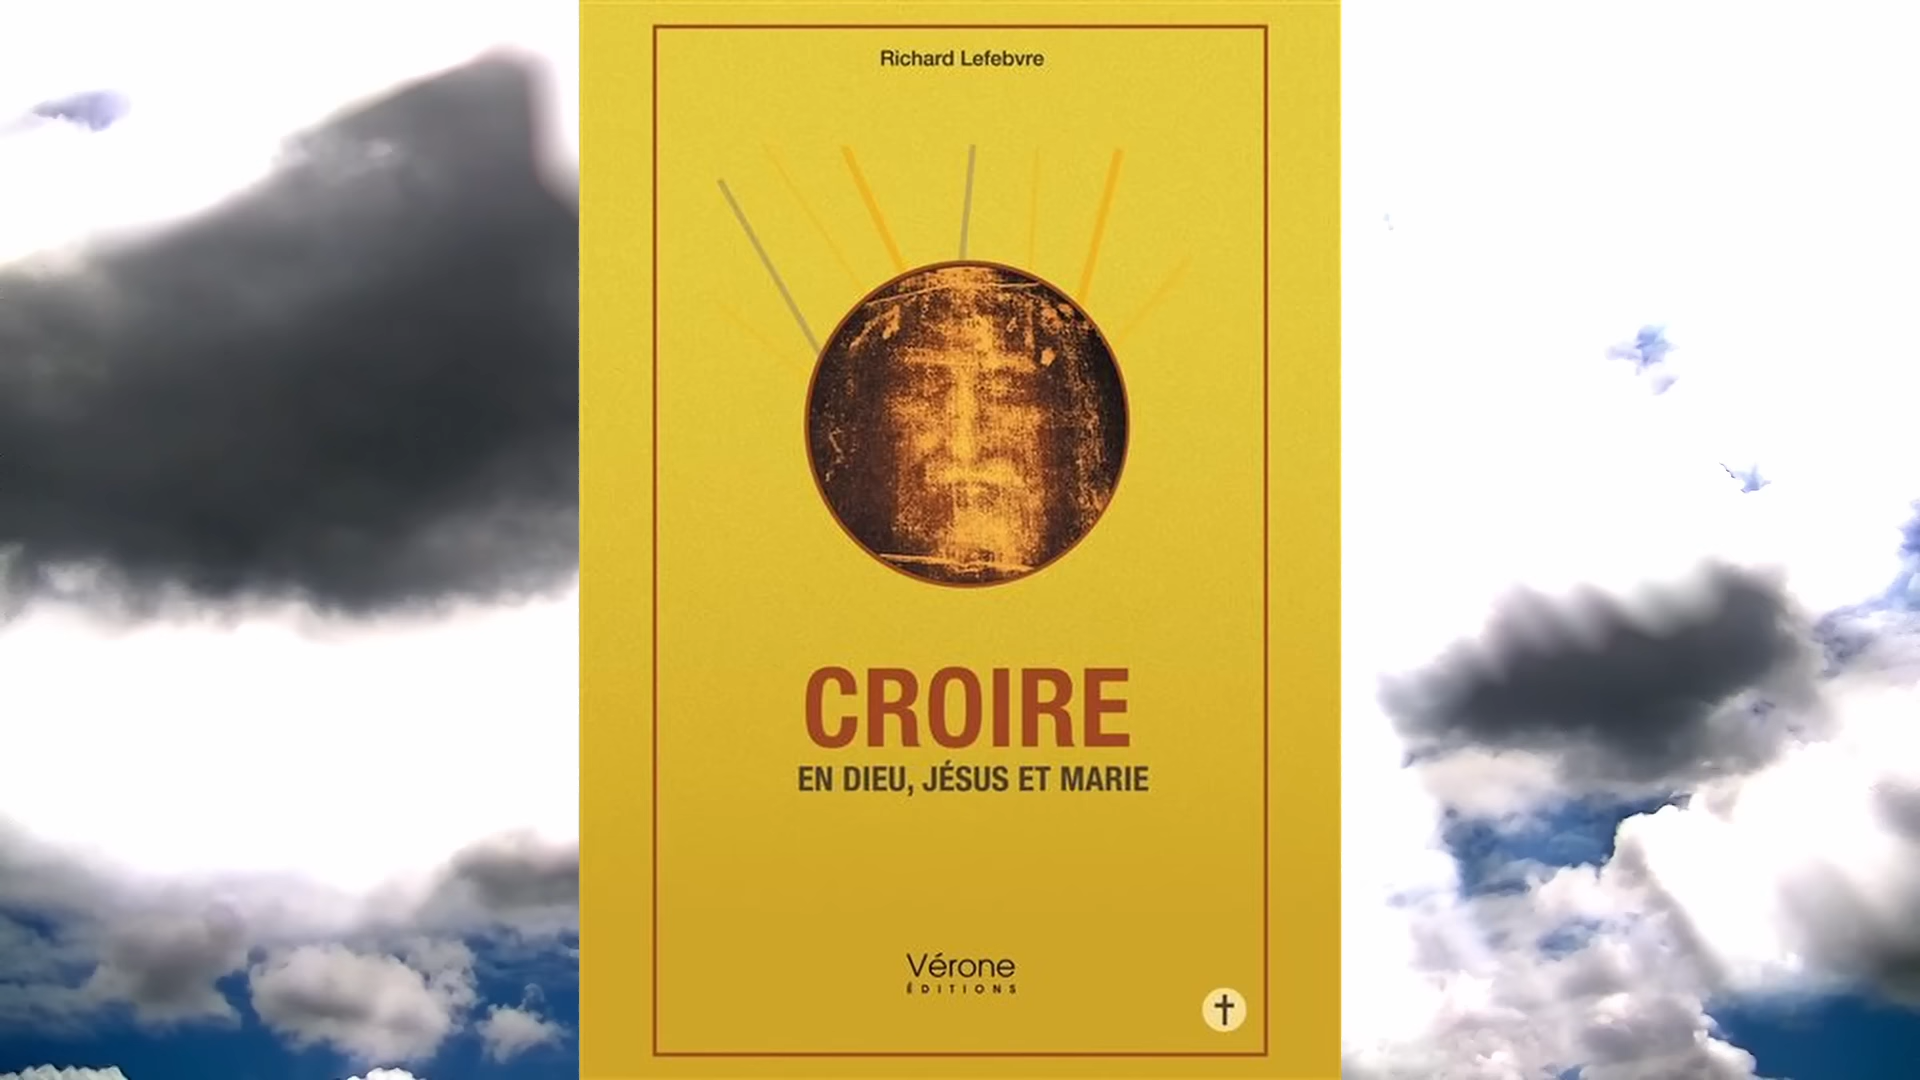 Richard Lefebvre
CROIRE
EN DIEU, JÉSUS ET MARIE
Vérone
ÉDITIONS